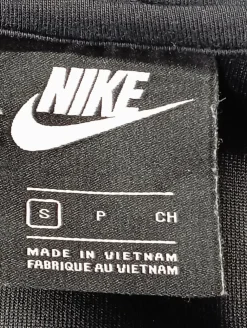 NIKE
S P CH
MADE IN VIETNAM
FABRIQUE AU VIETNAM